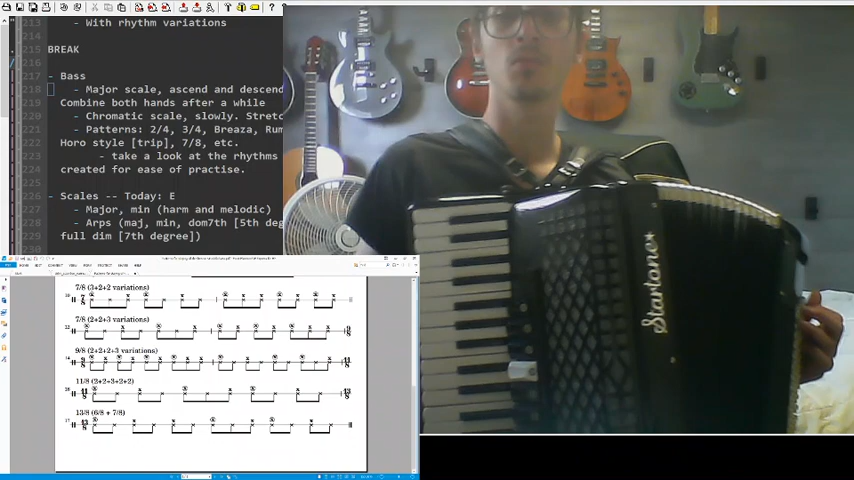 213 - With rhythm variations
214
215 BREAK
216
217 - Bass
218 - Major scale, ascend and descend
219 Combine both hands after a while
220 - Chromatic scale, slowly. Stretc
221 - Patterns: 2/4, 3/4, Breaza, Rum
222 Horo style [trip], 7/8, etc.
223 - take a look at the rhythms
224 created for ease of practise.
225
226 - Scales -- Today: E
227 - Major, min (harm and melodic)
228 - Arps (maj, min, dom7th [5th deg
229 full dim [7th degree])
230
7/8 (3+2+2 variations)
7/8 (2+2+3 variations)
9/8 (2+2+2+3 variations)
11/8 (2+2+3+2+2)
13/8 (6/8 + 7/8)
Startone